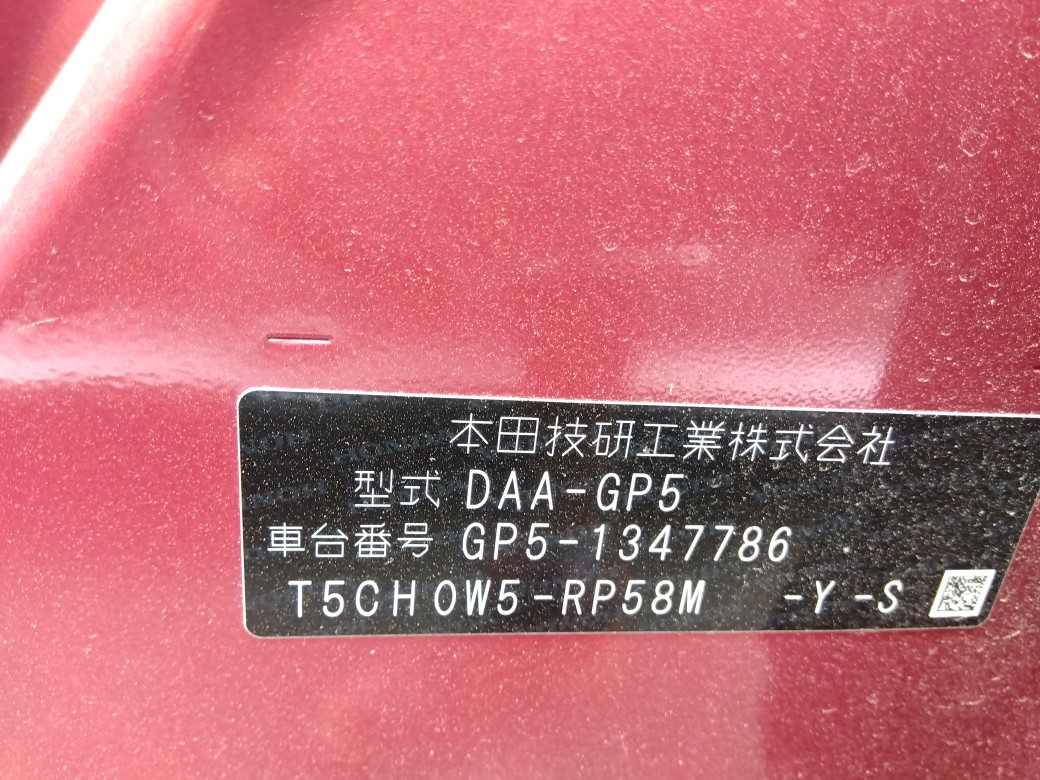 本田技研工業株式会社
型式 DAA-GP5
車台番号 GP5-1347786
T5CH0W5-RP58M -Y-S